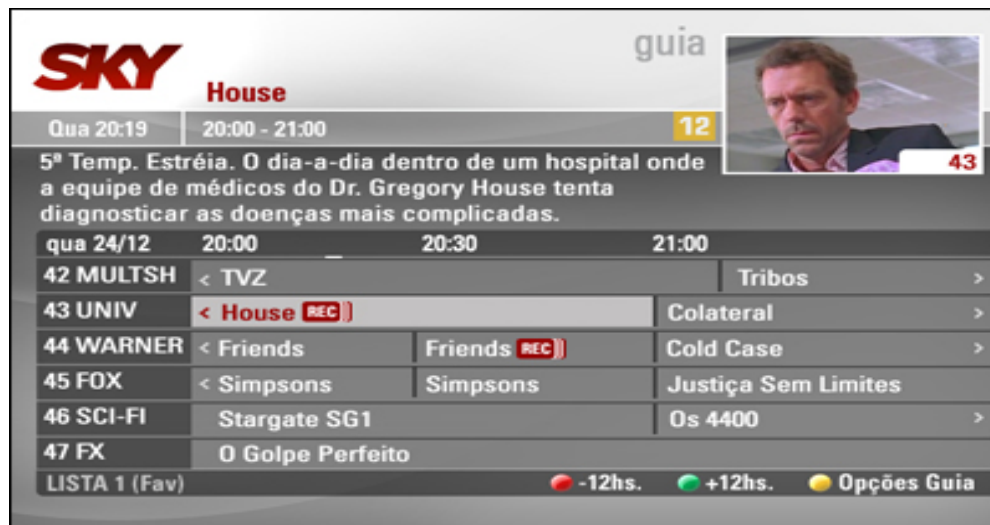 SKY
guia
House
Qua 20:19 20:00 - 21:00 12
43
5ª Temp. Estréia. O dia-a-dia dentro de um hospital onde
a equipe de médicos do Dr. Gregory House tenta
diagnosticar as doenças mais complicadas.
qua 24/12 20:00 20:30 21:00
42 MULTSH < TVZ Tribos >
43 UNIV < House REC Colateral >
44 WARNER < Friends Friends REC Cold Case >
45 FOX < Simpsons Simpsons Justiça Sem Limites
46 SCI-FI Stargate SG1 Os 4400 >
47 FX O Golpe Perfeito
LISTA 1 (Fav) -12hs. +12hs. Opções Guia